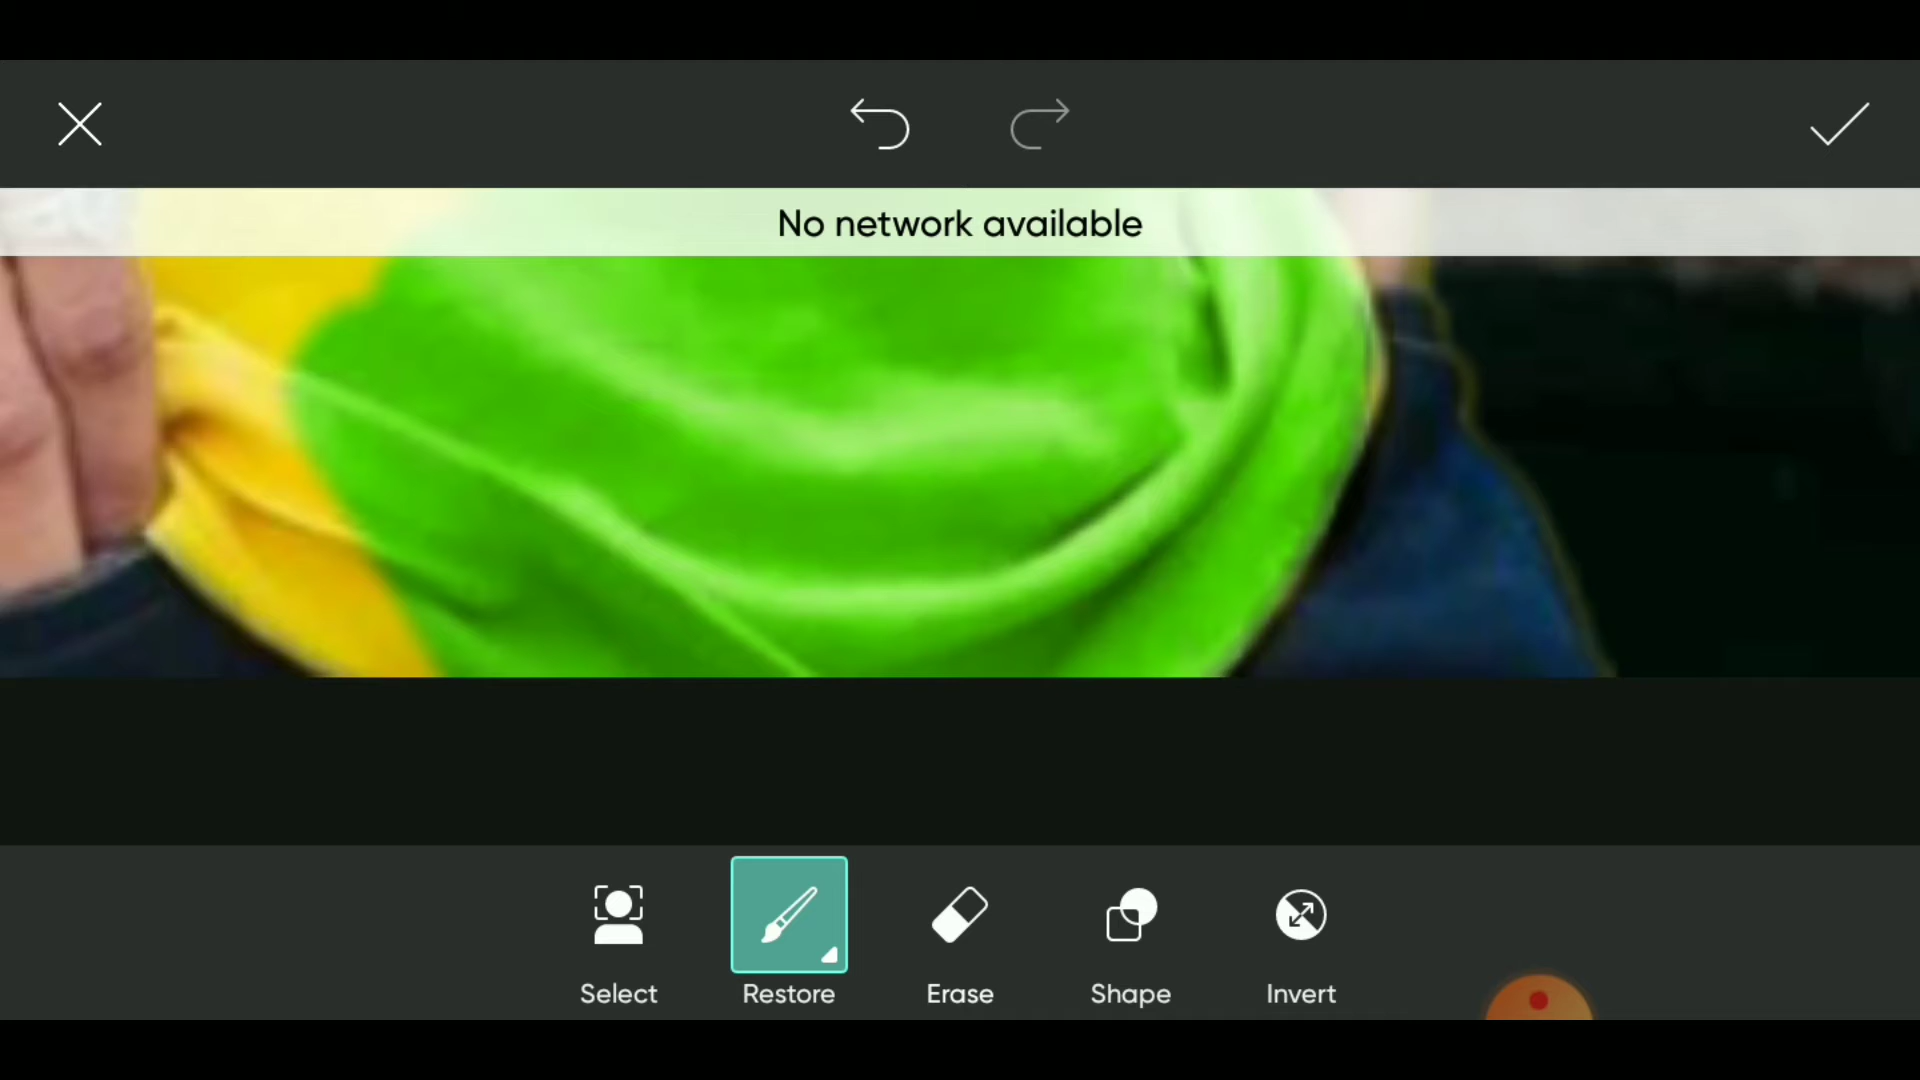 No network available
Select
Restore
Erase
Shape
Invert